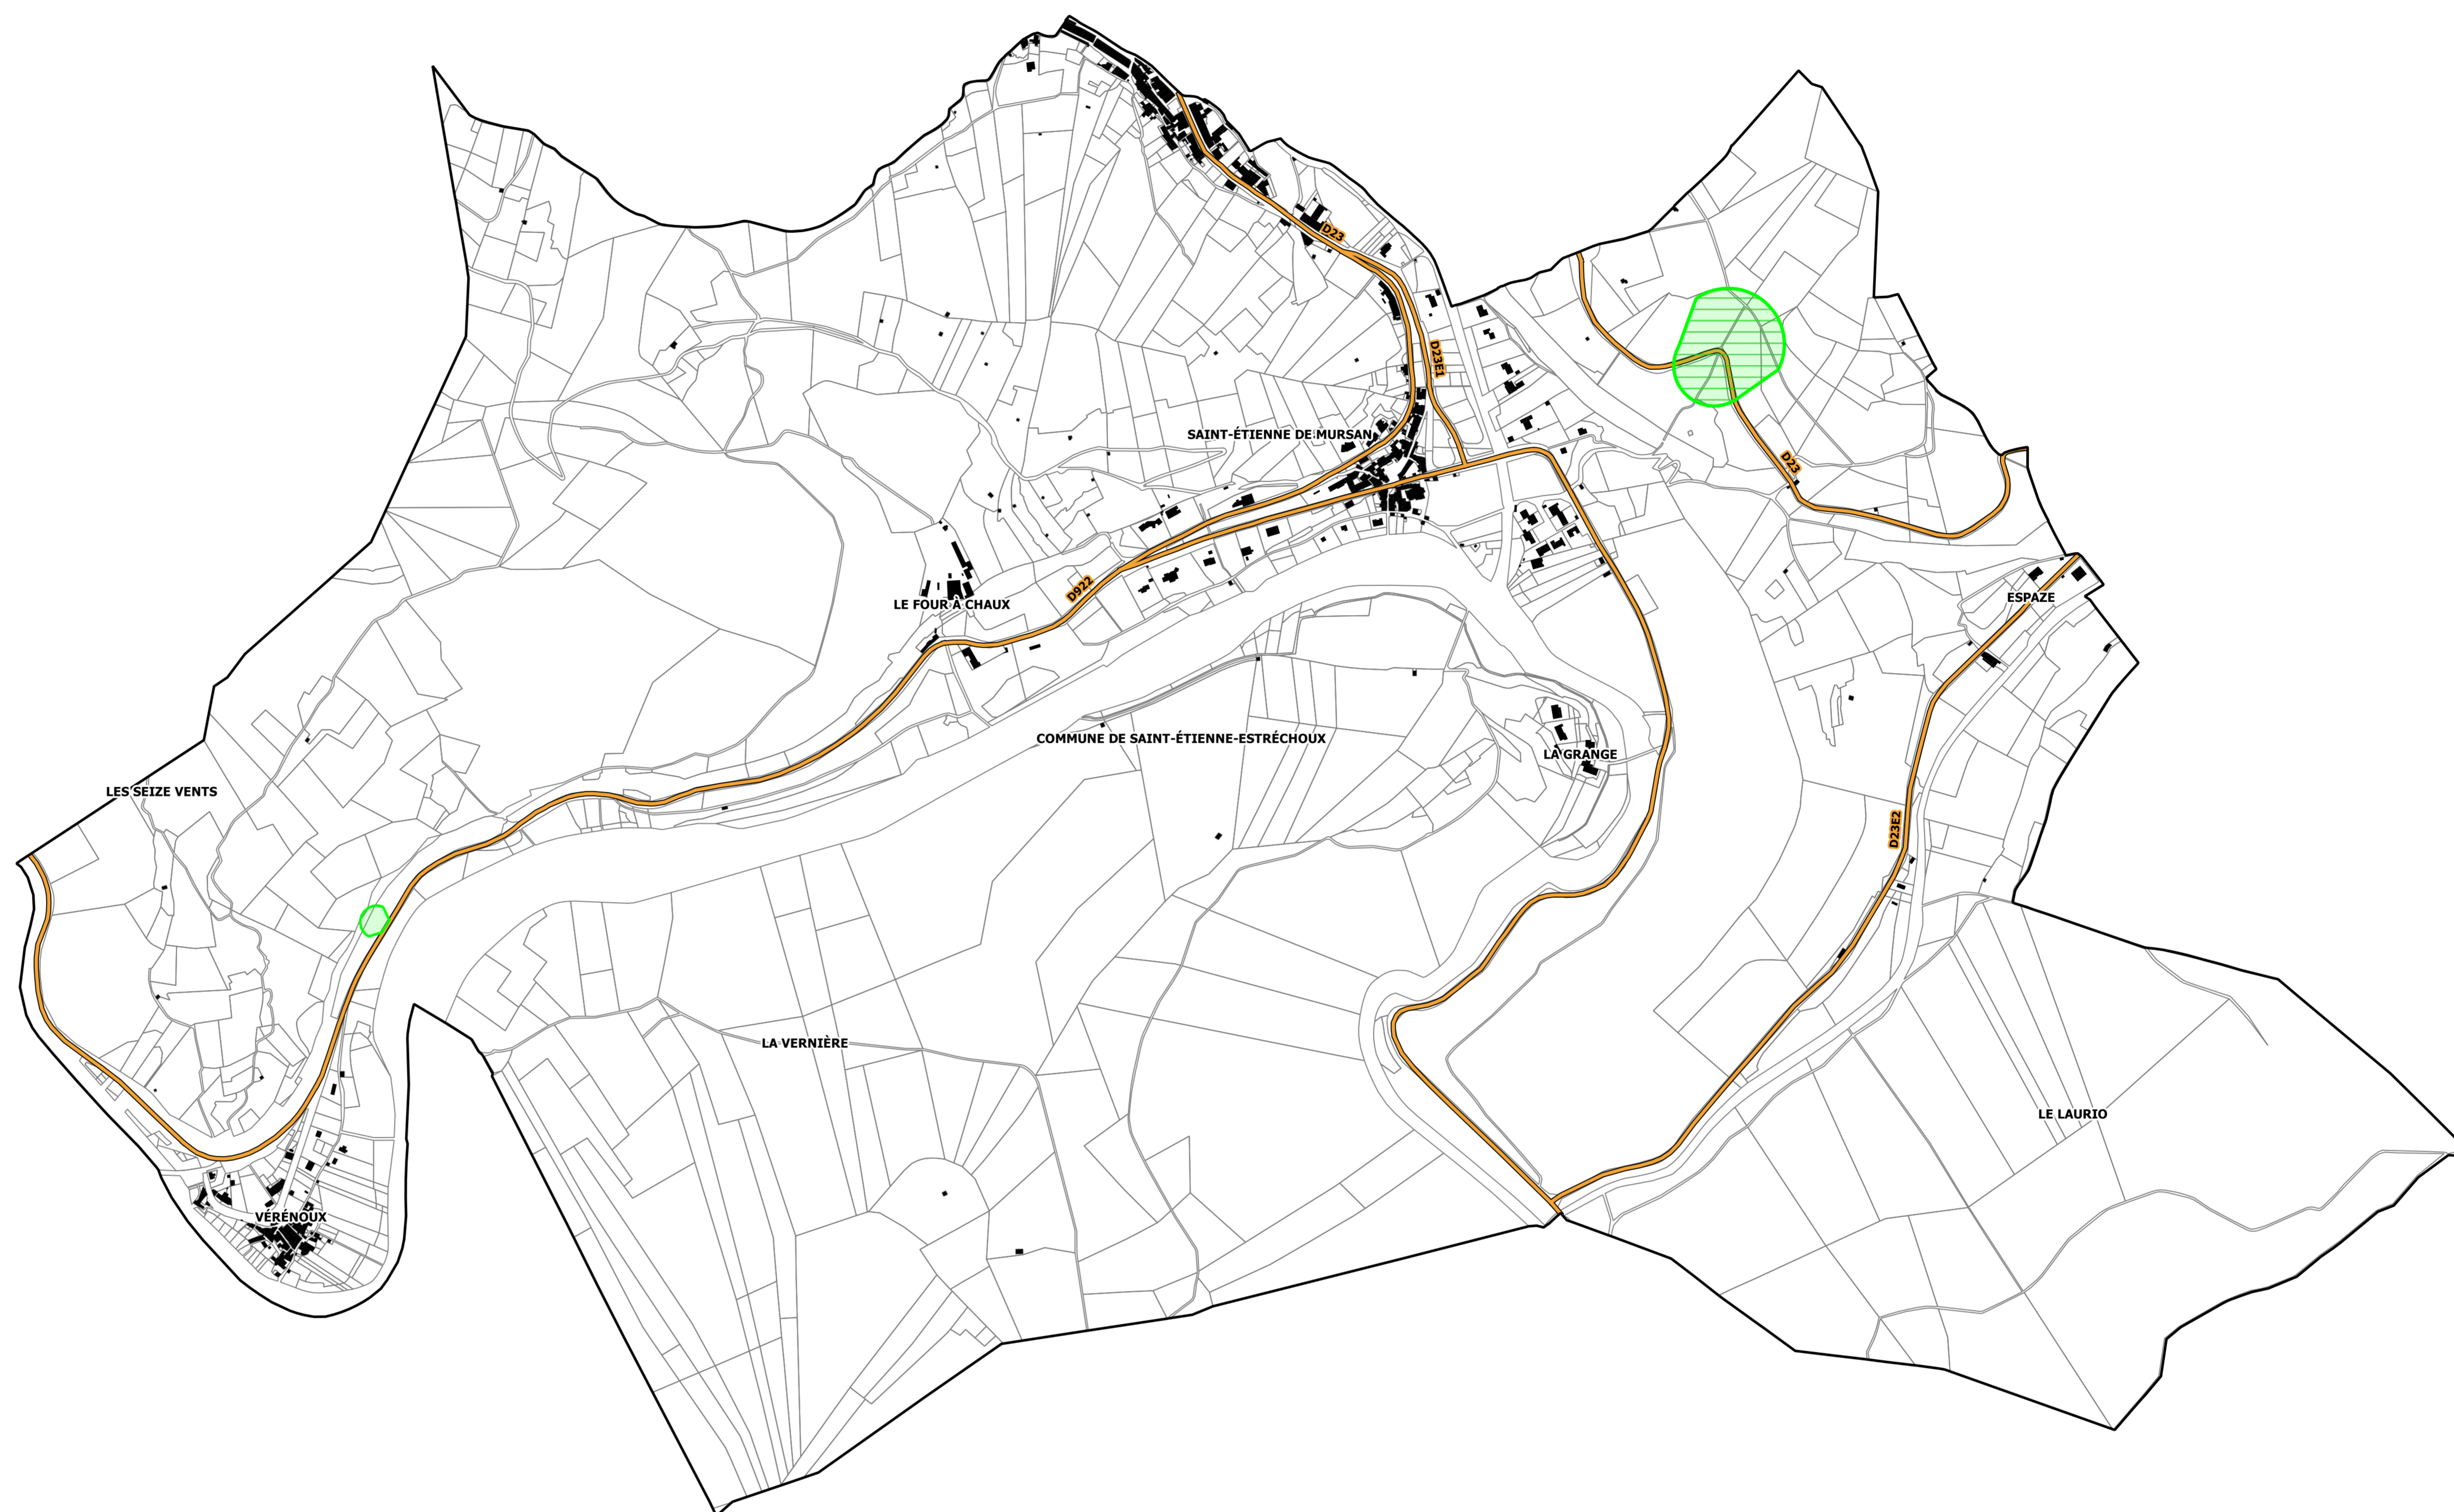 D23
D23E1
SAINT-ÉTIENNE DE MURSAN
D23
D922
LE FOUR À CHAUX
ESPAZE
COMMUNE DE SAINT-ÉTIENNE-ESTRÉCHOUX
LA GRANGE
LES SEIZE VENTS
D23E2
LA VERNIÈRE
LE LAURIO
VÉRÉNOUX